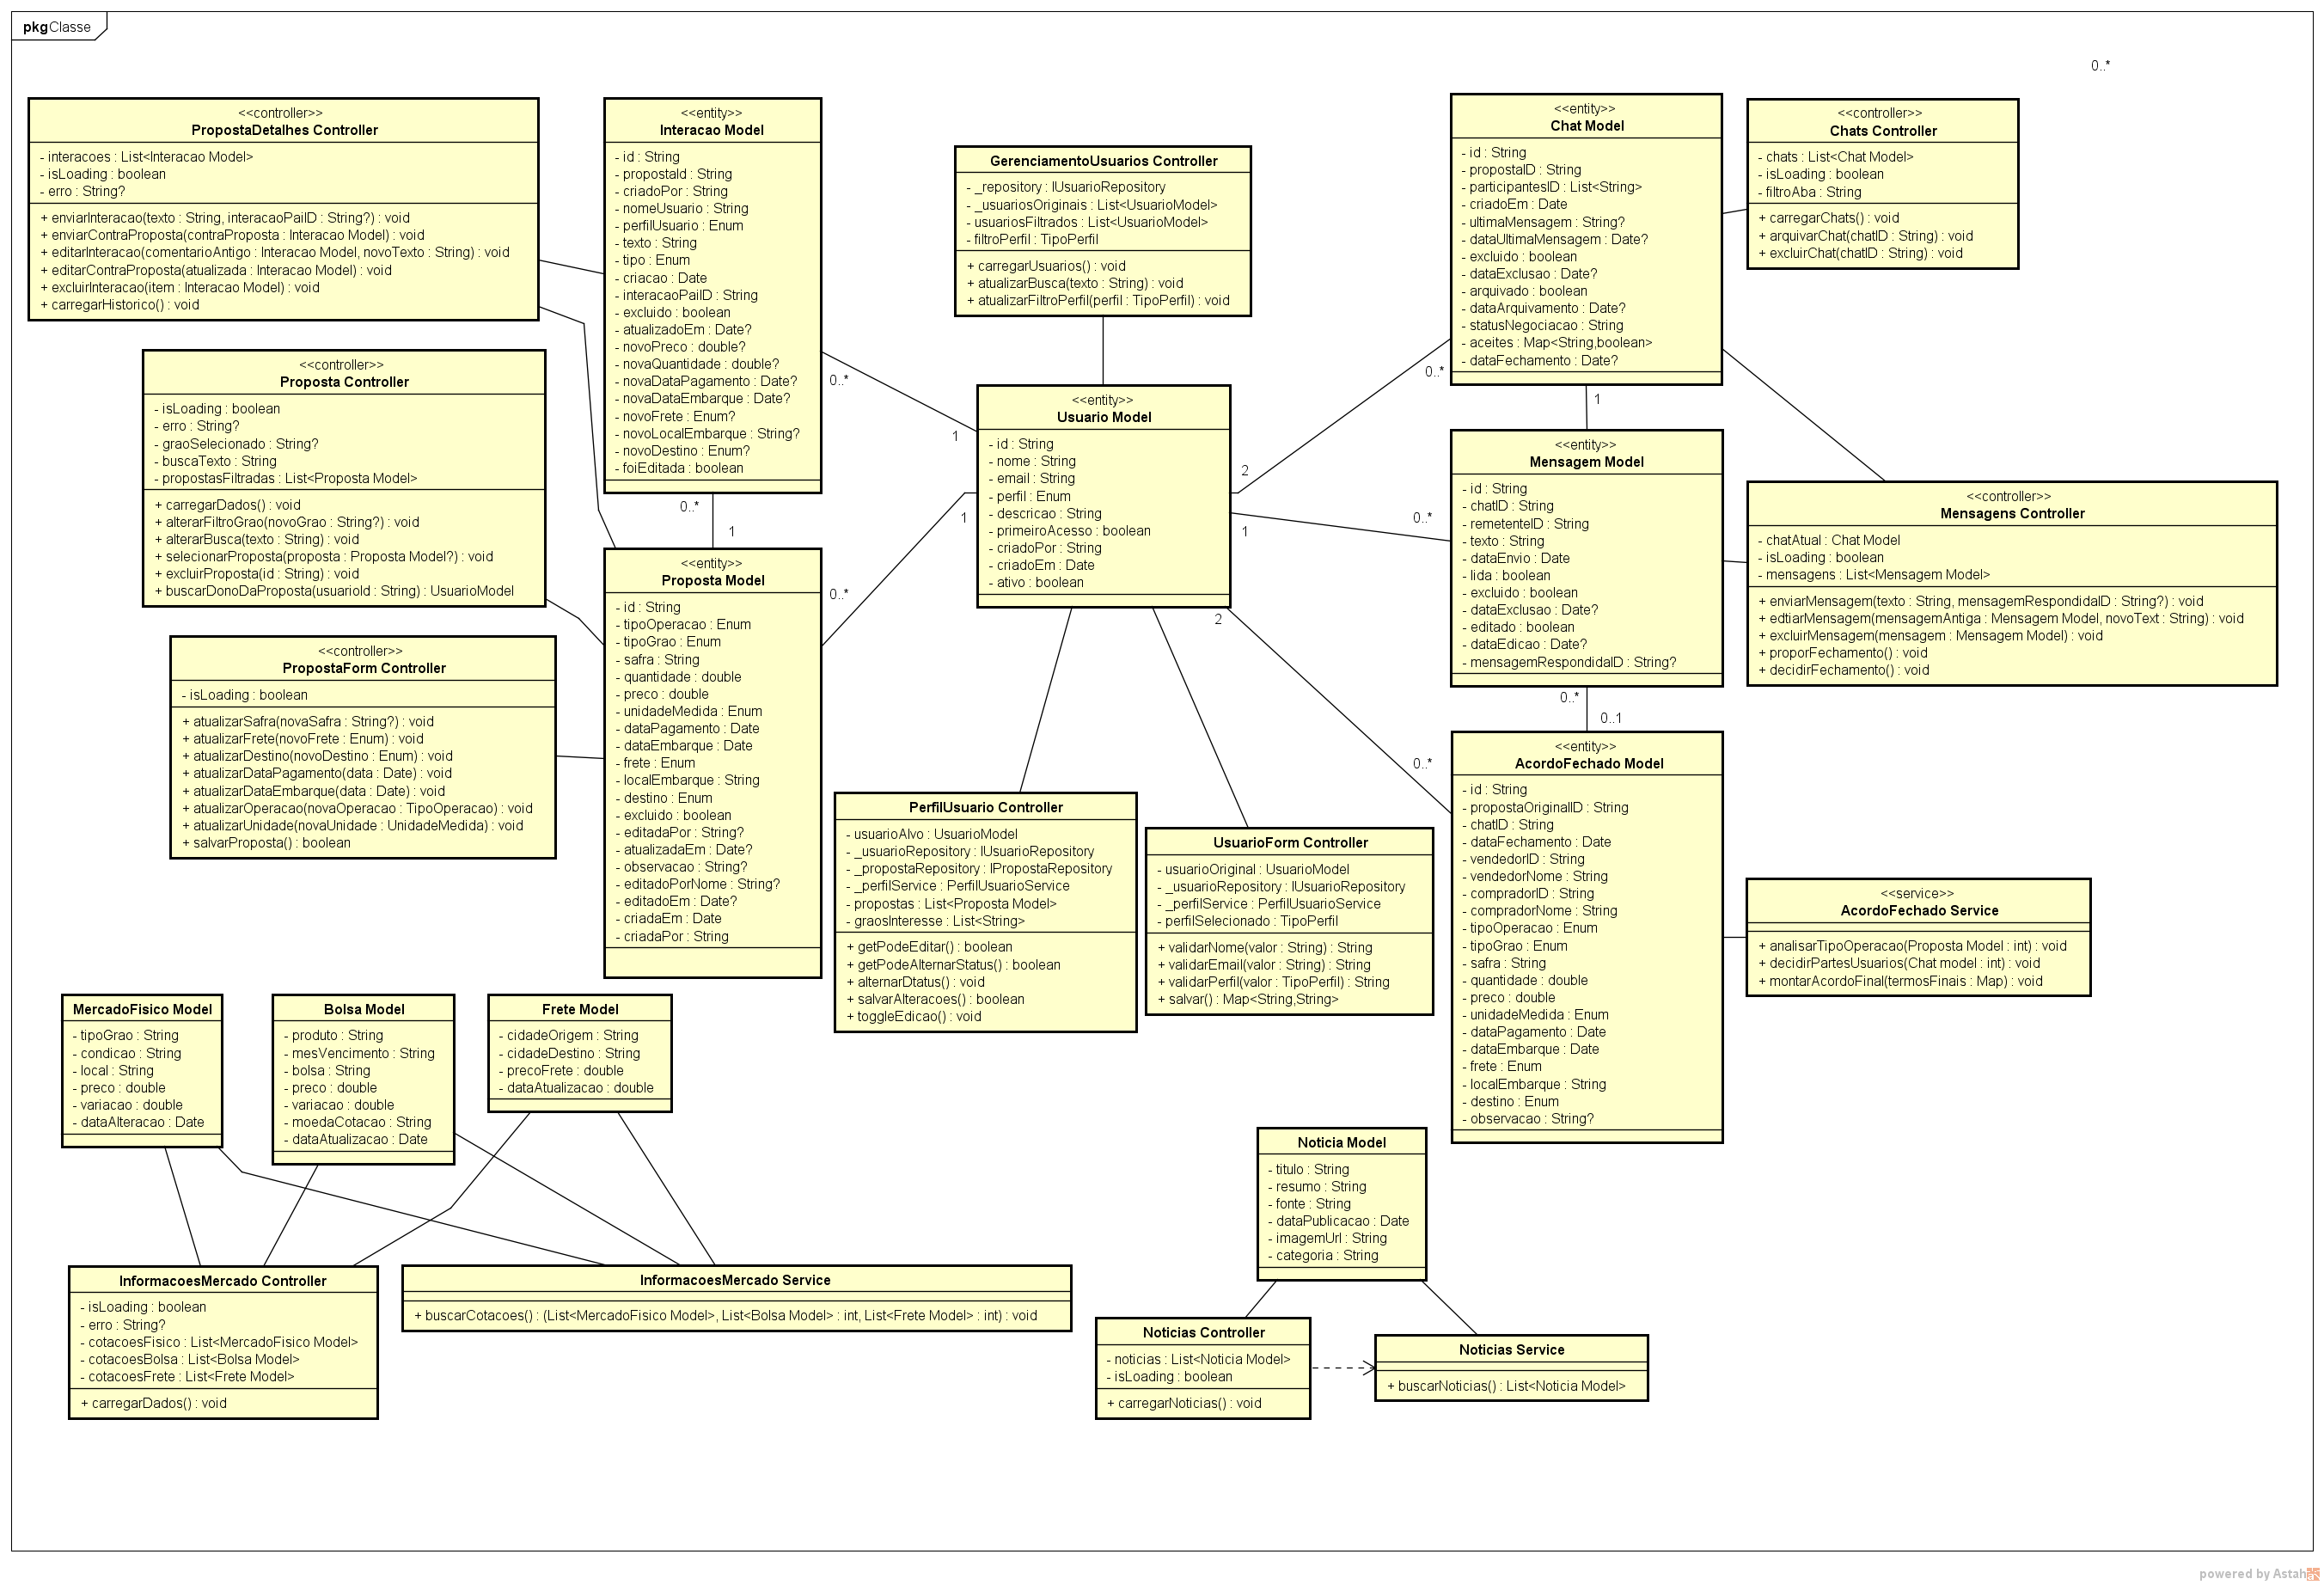 pkg Classe
0..*
<<controller>>
PropostaDetalhes Controller
- interacoes : List<Interacao Model>
- isLoading : boolean
- erro : String?
+ enviarInteracao(texto : String, interacaoPaiID : String?) : void
+ enviarContraProposta(contraProposta : Interacao Model) : void
+ editarInteracao(comentarioAntigo : Interacao Model, novoTexto : String) : void
+ editarContraProposta(atualizada : Interacao Model) : void
+ excluirInteracao(item : Interacao Model) : void
+ carregarHistorico() : void
<<entity>>
Interacao Model
- id : String
- propostaId : String
- criadoPor : String
- nomeUsuario : String
- perfilUsuario : Enum
- texto : String
- tipo : Enum
- criacao : Date
- interacaoPaiID : String
- excluido : boolean
- atualizadoEm : Date?
- novoPreco : double?
- novaQuantidade : double?
- novaDataPagamento : Date?
- novaDataEmbarque : Date?
- novoFrete : Enum?
- novoLocalEmbarque : String?
- novoDestino : Enum?
- foiEditada : boolean
GerenciamentoUsuarios Controller
- _repository : IUsuarioRepository
- _usuariosOriginais : List<UsuarioModel>
- usuariosFiltrados : List<UsuarioModel>
- filtroPerfil : TipoPerfil
+ carregarUsuarios() : void
+ atualizarBusca(texto : String) : void
+ atualizarFiltroPerfil(perfil : TipoPerfil) : void
<<entity>>
Chat Model
- id : String
- propostaID : String
- participantesID : List<String>
- criadoEm : Date
- ultimaMensagem : String?
- dataUltimaMensagem : Date?
- excluido : boolean
- dataExclusao : Date?
- arquivado : boolean
- dataArquivamento : Date?
- statusNegociacao : String
- aceites : Map<String,boolean>
- dataFechamento : Date?
<<controller>>
Chats Controller
- chats : List<Chat Model>
- isLoading : boolean
- filtroAba : String
+ carregarChats() : void
+ arquivarChat(chatID : String) : void
+ excluirChat(chatID : String) : void
<<controller>>
Proposta Controller
- isLoading : boolean
- erro : String?
- graoSelecionado : String?
- buscaTexto : String
- propostasFiltradas : List<Proposta Model>
+ carregarDados() : void
+ alterarFiltroGrao(novoGrao : String?) : void
+ alterarBusca(texto : String) : void
+ selecionarProposta(proposta : Proposta Model?) : void
+ excluirProposta(id : String) : void
+ buscarDonoDaProposta(usuarioId : String) : UsuarioModel
0..*
1
0..*
1
1
0..*
<<entity>>
Usuario Model
- id : String
- nome : String
- email : String
- perfil : Enum
- descricao : String
- primeiroAcesso : boolean
- criadoPor : String
- criadoEm : Date
- ativo : boolean
0..*
2
0..*
1
2
0..*
1
<<entity>>
Mensagem Model
- id : String
- chatID : String
- remetenteID : String
- texto : String
- dataEnvio : Date
- lida : boolean
- excluido : boolean
- dataExclusao : Date?
- editado : boolean
- dataEdicao : Date?
- mensagemRespondidaID : String?
0..*
0..1
<<controller>>
Mensagens Controller
- chatAtual : Chat Model
- isLoading : boolean
- mensagens : List<Mensagem Model>
+ enviarMensagem(texto : String, mensagemRespondidaID : String?) : void
+ edtiarMensagem(mensagemAntiga : Mensagem Model, novoText : String) : void
+ excluirMensagem(mensagem : Mensagem Model) : void
+ proporFechamento() : void
+ decidirFechamento() : void
<<controller>>
PropostaForm Controller
- isLoading : boolean
+ atualizarSafra(novaSafra : String?) : void
+ atualizarFrete(novoFrete : Enum) : void
+ atualizarDestino(novoDestino : Enum) : void
+ atualizarDataPagamento(data : Date) : void
+ atualizarDataEmbarque(data : Date) : void
+ atualizarOperacao(novaOperacao : TipoOperacao) : void
+ atualizarUnidade(novaUnidade : UnidadeMedida) : void
+ salvarProposta() : boolean
<<entity>>
Proposta Model
- id : String
- tipoOperacao : Enum
- tipoGrao : Enum
- safra : String
- quantidade : double
- preco : double
- unidadeMedida : Enum
- dataPagamento : Date
- dataEmbarque : Date
- frete : Enum
- localEmbarque : String
- destino : Enum
- excluido : boolean
- editadaPor : String?
- atualizadaEm : Date?
- observacao : String?
- editadoPorNome : String?
- editadoEm : Date?
- criadaEm : Date
- criadaPor : String
PerfilUsuario Controller
- usuarioAlvo : UsuarioModel
- _usuarioRepository : IUsuarioRepository
- _propostaRepository : IPropostaRepository
- _perfilService : PerfilUsuarioService
- propostas : List<Proposta Model>
- graosInteresse : List<String>
+ getPodeEditar() : boolean
+ getPodeAlternarStatus() : boolean
+ alternarDtatus() : void
+ salvarAlteracoes() : boolean
+ toggleEdicao() : void
UsuarioForm Controller
- usuarioOriginal : UsuarioModel
- _usuarioRepository : IUsuarioRepository
- _perfilService : PerfilUsuarioService
- perfilSelecionado : TipoPerfil
+ validarNome(valor : String) : String
+ validarEmail(valor : String) : String
+ validarPerfil(valor : TipoPerfil) : String
+ salvar() : Map<String,String>
<<entity>>
AcordoFechado Model
- id : String
- propostaOriginalID : String
- chatID : String
- dataFechamento : Date
- vendedorID : String
- vendedorNome : String
- compradorID : String
- compradorNome : String
- tipoOperacao : Enum
- tipoGrao : Enum
- safra : String
- quantidade : double
- preco : double
- unidadeMedida : Enum
- dataPagamento : Date
- dataEmbarque : Date
- frete : Enum
- localEmbarque : String
- destino : Enum
- observacao : String?
<<service>>
AcordoFechado Service
+ analisarTipoOperacao(Proposta Model : int) : void
+ decidirPartesUsuarios(Chat model : int) : void
+ montarAcordoFinal(termosFinais : Map) : void
MercadoFisico Model
- tipoGrao : String
- condicao : String
- local : String
- preco : double
- variacao : double
- dataAlteracao : Date
Bolsa Model
- produto : String
- mesVencimento : String
- bolsa : String
- preco : double
- variacao : double
- moedaCotacao : String
- dataAtualizacao : Date
Frete Model
- cidadeOrigem : String
- cidadeDestino : String
- precoFrete : double
- dataAtualizacao : double
Noticia Model
- titulo : String
- resumo : String
- fonte : String
- dataPublicacao : Date
- imagemUrl : String
- categoria : String
InformacoesMercado Controller
- isLoading : boolean
- erro : String?
- cotacoesFisico : List<MercadoFisico Model>
- cotacoesBolsa : List<Bolsa Model>
- cotacoesFrete : List<Frete Model>
+ carregarDados() : void
InformacoesMercado Service
+ buscarCotacoes() : (List<MercadoFisico Model>, List<Bolsa Model> : int, List<Frete Model> : int) : void
Noticias Controller
- noticias : List<Noticia Model>
- isLoading : boolean
+ carregarNoticias() : void
Noticias Service
+ buscarNoticias() : List<Noticia Model>
powered by Astah